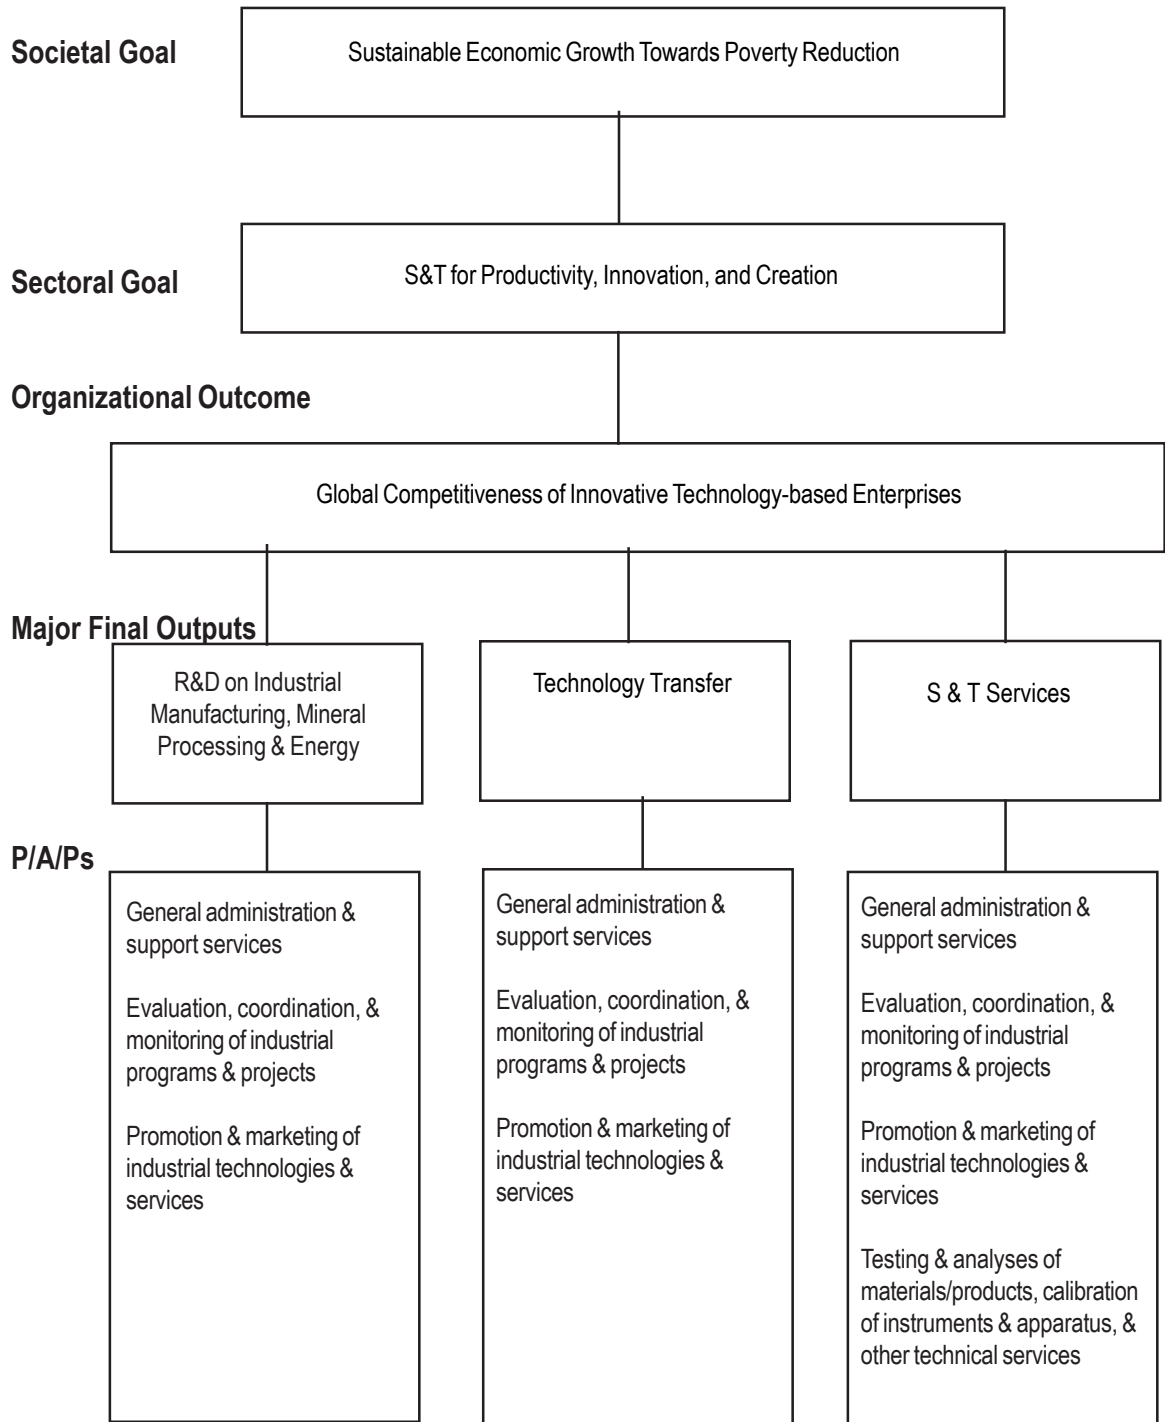 Societal Goal
Sustainable Economic Growth Towards Poverty Reduction
Sectoral Goal
S&T for Productivity, Innovation, and Creation
Organizational Outcome
Global Competitiveness of Innovative Technology-based Enterprises
Major Final Outputs
R&D on Industrial
Manufacturing, Mineral
Processing & Energy
Technology Transfer
S & T Services
P/A/Ps
General administration &
support services
Evaluation, coordination, &
monitoring of industrial
programs & projects
Promotion & marketing of
industrial technologies &
services
General administration &
support services
Evaluation, coordination, &
monitoring of industrial
programs & projects
Promotion & marketing of
industrial technologies &
services
General administration &
support services
Evaluation, coordination, &
monitoring of industrial
programs & projects
Promotion & marketing of
industrial technologies &
services
Testing & analyses of
materials/products, calibration
of instruments & apparatus, &
other technical services